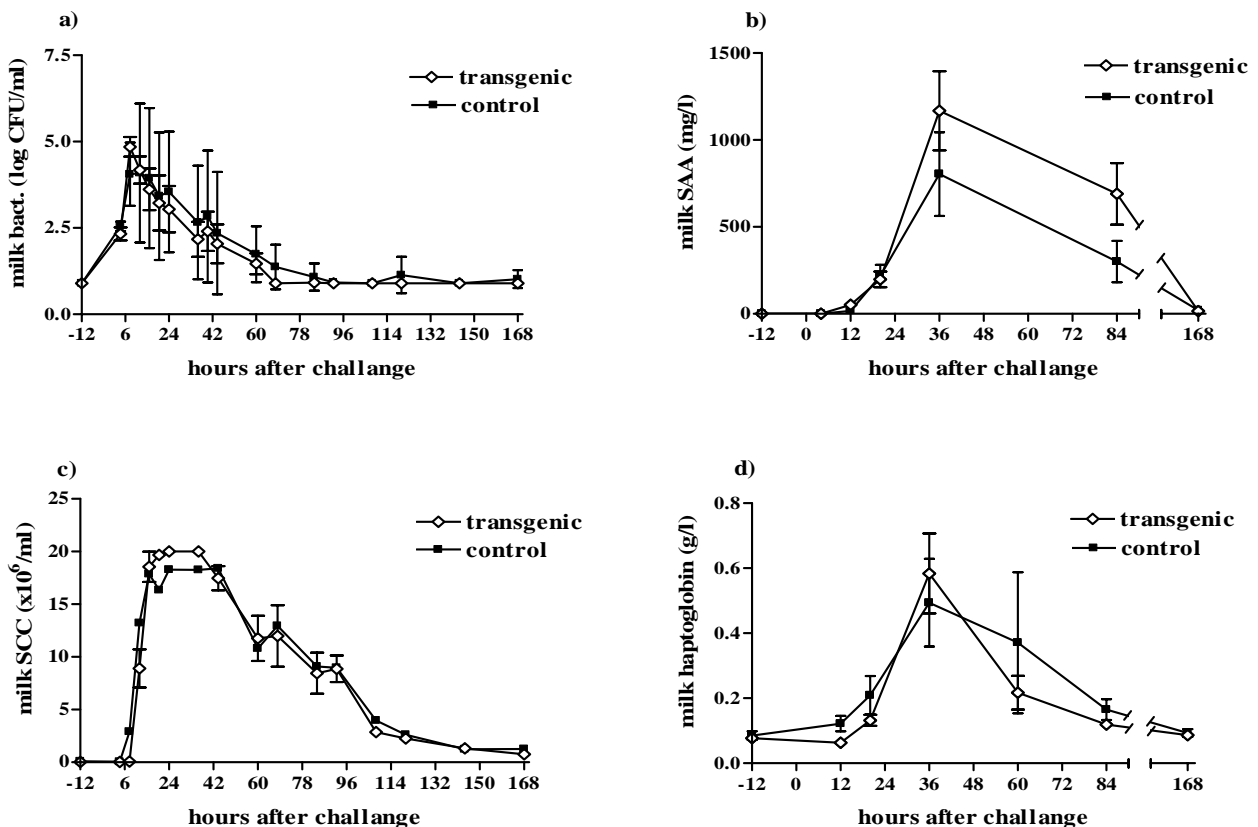 a)
7.5
5.0
2.5
0.0
milk bact. (log CFU/ml)
transgenic
control
-12 6 24 42 60 78 96 114 132 150 168
hours after challange
b)
1500
1000
500
0
milk SAA (mg/l)
transgenic
control
-12 0 12 24 36 48 60 72 84 168
hours after challange
c)
25
20
15
10
5
0
milk SCC (x10⁶/ml)
transgenic
control
-12 6 24 42 60 78 96 114 132 150 168
hours after challange
d)
0.8
0.6
0.4
0.2
0.0
milk haptoglobin (g/l)
transgenic
control
-12 0 12 24 36 48 60 72 84 168
hours after challange